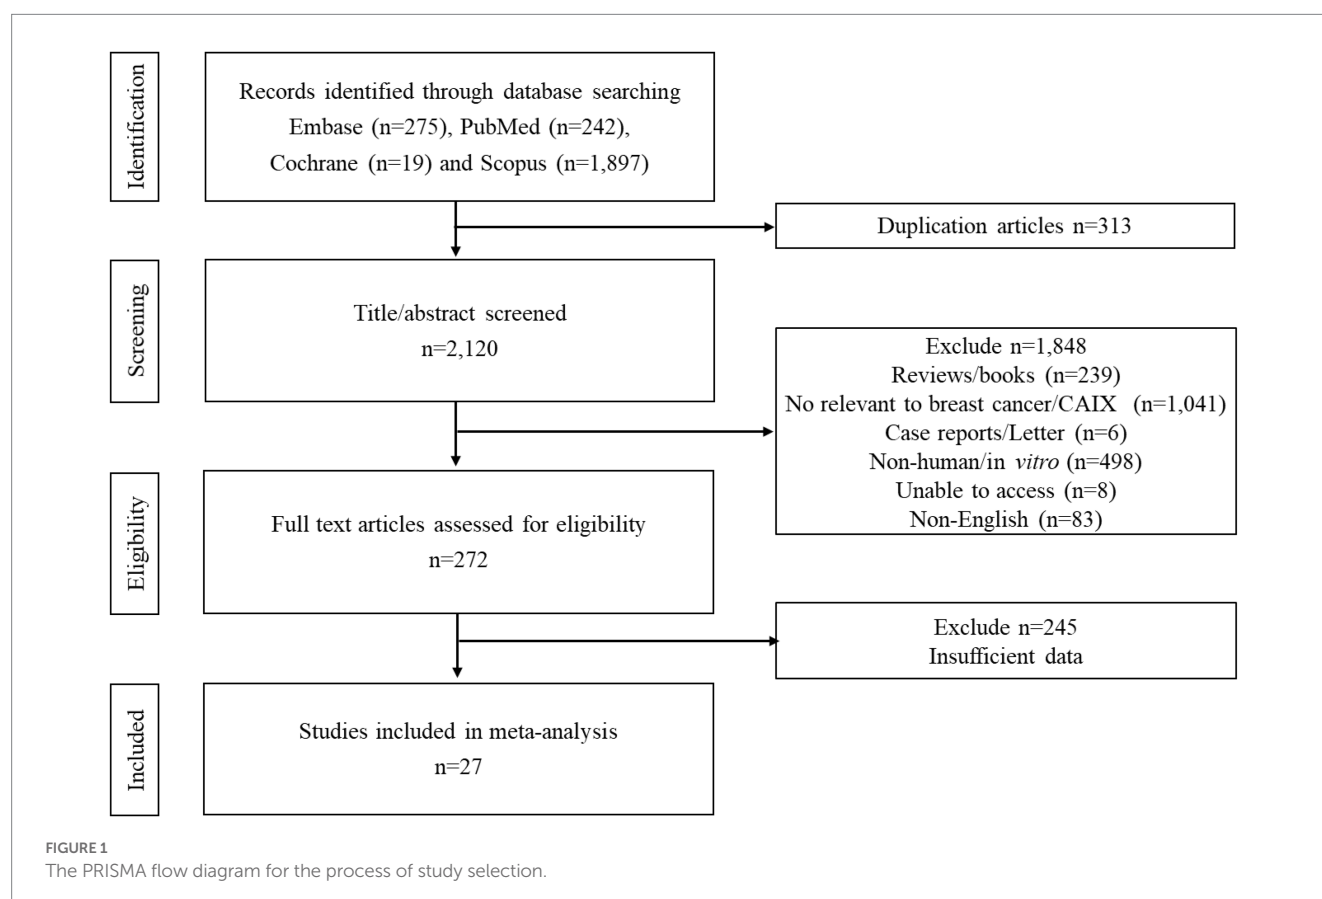 Identification
Records identified through database searching
Embase (n=275), PubMed (n=242),
Cochrane (n=19) and Scopus (n=1,897)
Duplication articles n=313
Screening
Title/abstract screened
n=2,120
Exclude n=1,848
Reviews/books (n=239)
No relevant to breast cancer/CAIX (n=1,041)
Case reports/Letter (n=6)
Non-human/in vitro (n=498)
Unable to access (n=8)
Non-English (n=83)
Eligibility
Full text articles assessed for eligibility
n=272
Exclude n=245
Insufficient data
Included
Studies included in meta-analysis
n=27
FIGURE 1
The PRISMA flow diagram for the process of study selection.